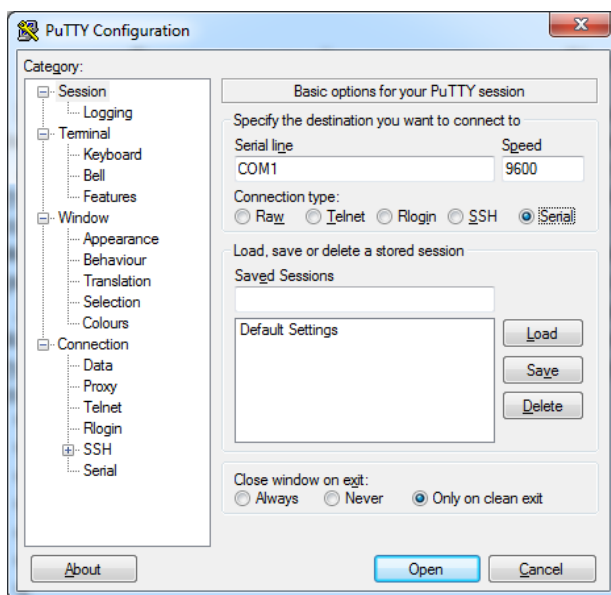 PuTTY Configuration
Category:
Session
Logging
Terminal
Keyboard
Bell
Features
Window
Appearance
Behaviour
Translation
Selection
Colours
Connection
Data
Proxy
Telnet
Rlogin
SSH
Serial
Basic options for your PuTTY session
Specify the destination you want to connect to
Serial line Speed
COM1 9600
Connection type:
Raw Telnet Rlogin SSH Serial
Load, save or delete a stored session
Saved Sessions
Default Settings
Load
Save
Delete
Close window on exit:
Always Never Only on clean exit
About Open Cancel